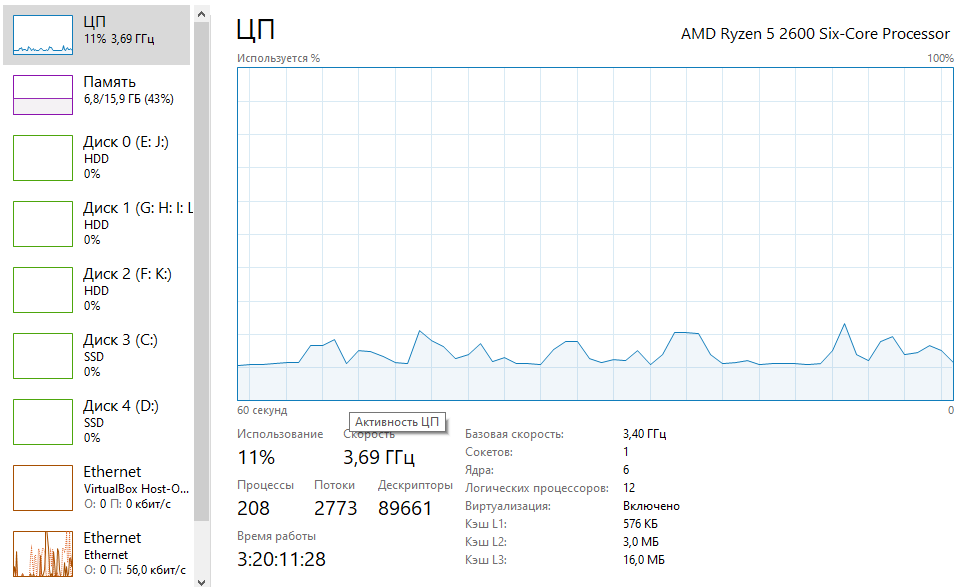 ЦП
11% 3,69 ГГц
Память
6,8/15,9 ГБ (43%)
Диск 0 (E: J:)
HDD
0%
Диск 1 (G: H: I: L
HDD
0%
Диск 2 (F: K:)
HDD
0%
Диск 3 (C:)
SSD
0%
Диск 4 (D:)
SSD
0%
Ethernet
VirtualBox Host-O...
О: 0 П: 0 кбит/с
Ethernet
Ethernet
О: 0 П: 56,0 кбит/с
ЦП
AMD Ryzen 5 2600 Six-Core Processor
Используется %
100%
60 секунд
0
Активность ЦП
Использование
Скорость
11%
3,69 ГГц
Процессы
Потоки
Дескрипторы
208
2773
89661
Время работы
3:20:11:28
Базовая скорость:
3,40 ГГц
Сокетов:
1
Ядра:
6
Логических процессоров:
12
Виртуализация:
Включено
Кэш L1:
576 КБ
Кэш L2:
3,0 МБ
Кэш L3:
16,0 МБ